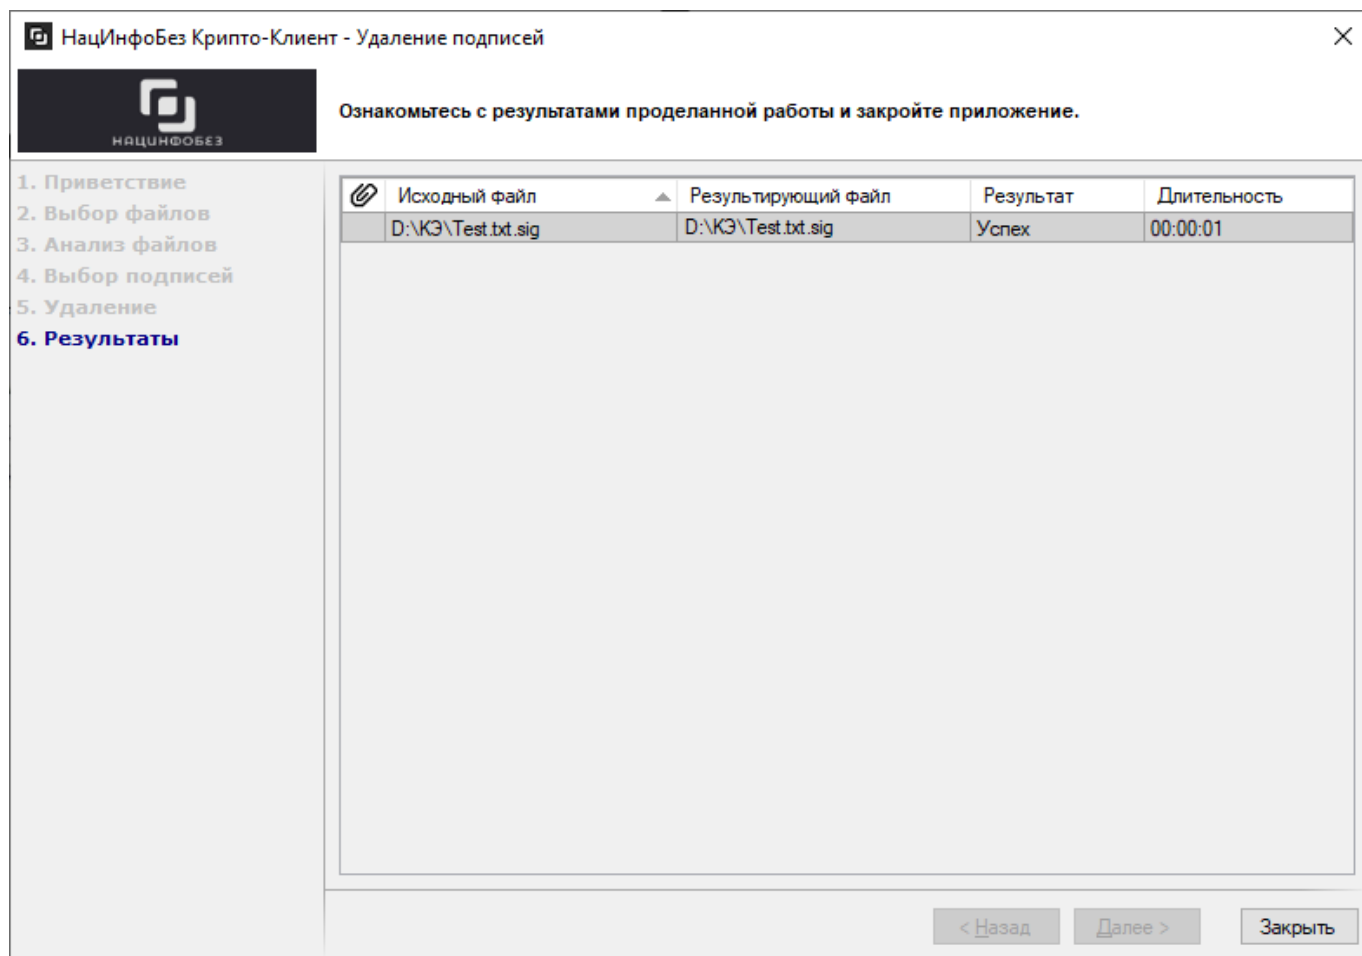 НацИнфоБез Крипто-Клиент - Удаление подписей
НАЦИНФОБЕЗ
Ознакомьтесь с результатами проделанной работы и закройте приложение.
1. Приветствие
2. Выбор файлов
3. Анализ файлов
4. Выбор подписей
5. Удаление
6. Результаты
Исходный файл Результирующий файл Результат Длительность
D:\КЭ\Test.txt.sig D:\КЭ\Test.txt.sig Успех 00:00:01
< Назад Далее > Закрыть